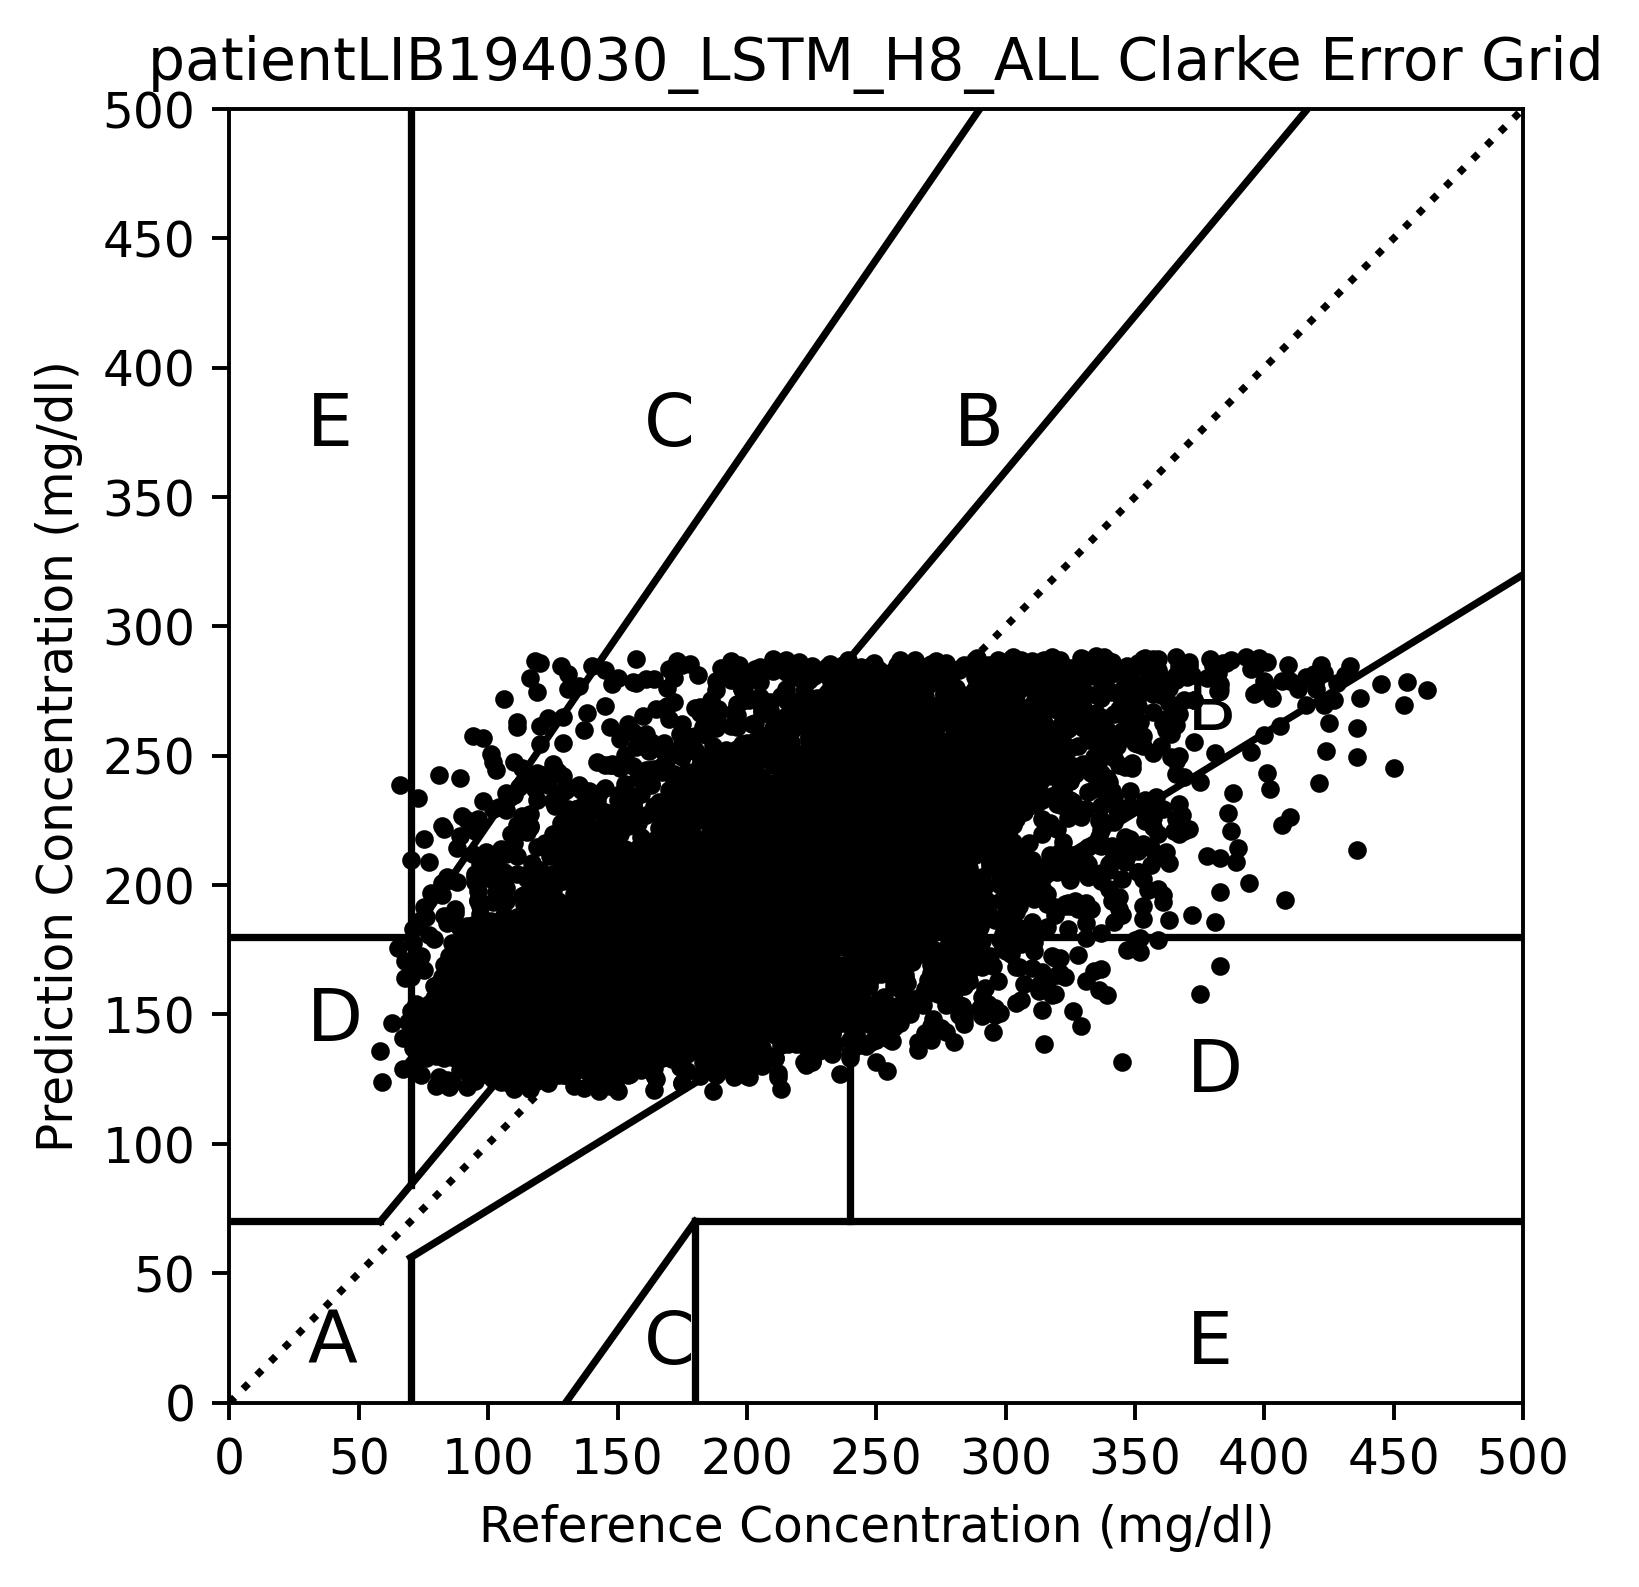 patientLIB194030_LSTM_H8_ALL Clarke Error Grid
500
450
400
350
300
250
200
150
100
50
0
Prediction Concentration (mg/dl)
E
C
B
B
D
D
A
C
E
0 50 100 150 200 250 300 350 400 450 500
Reference Concentration (mg/dl)